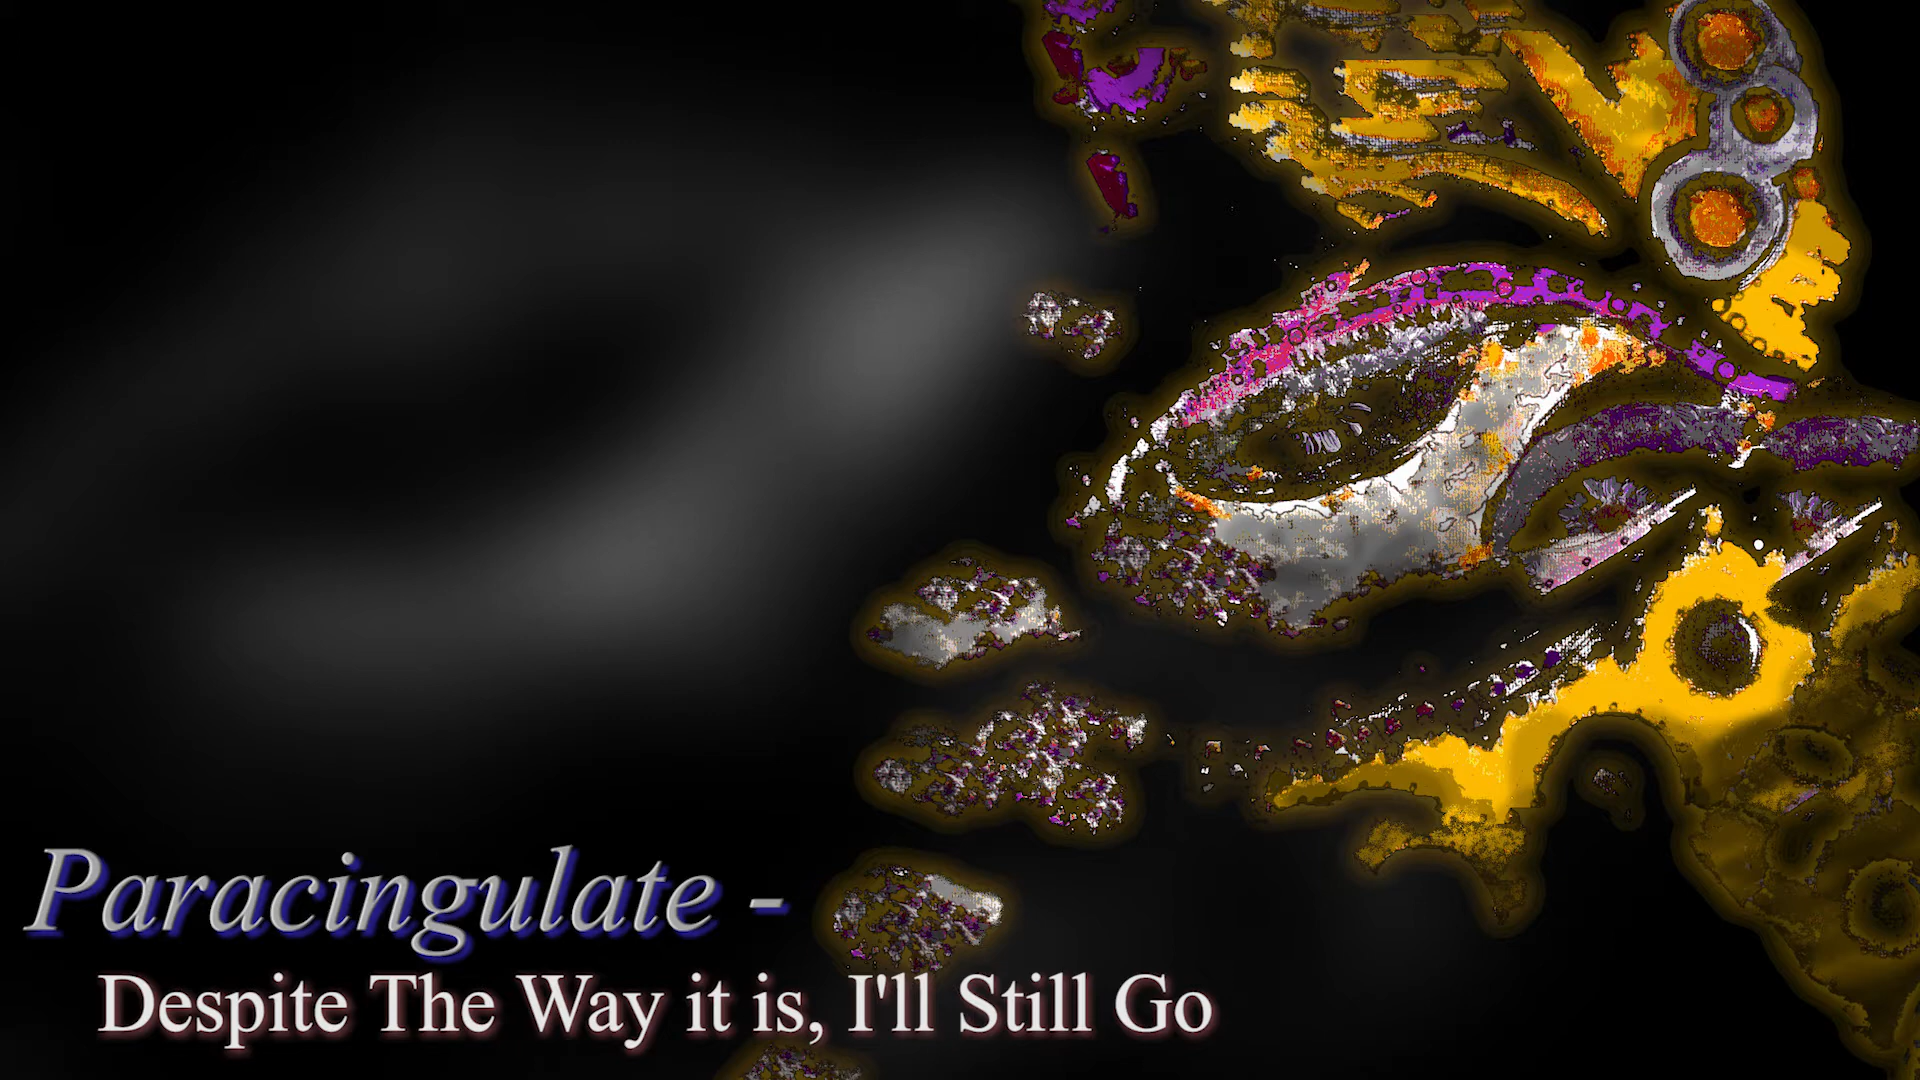 Paracingulate -
Despite The Way it is, I'll Still Go